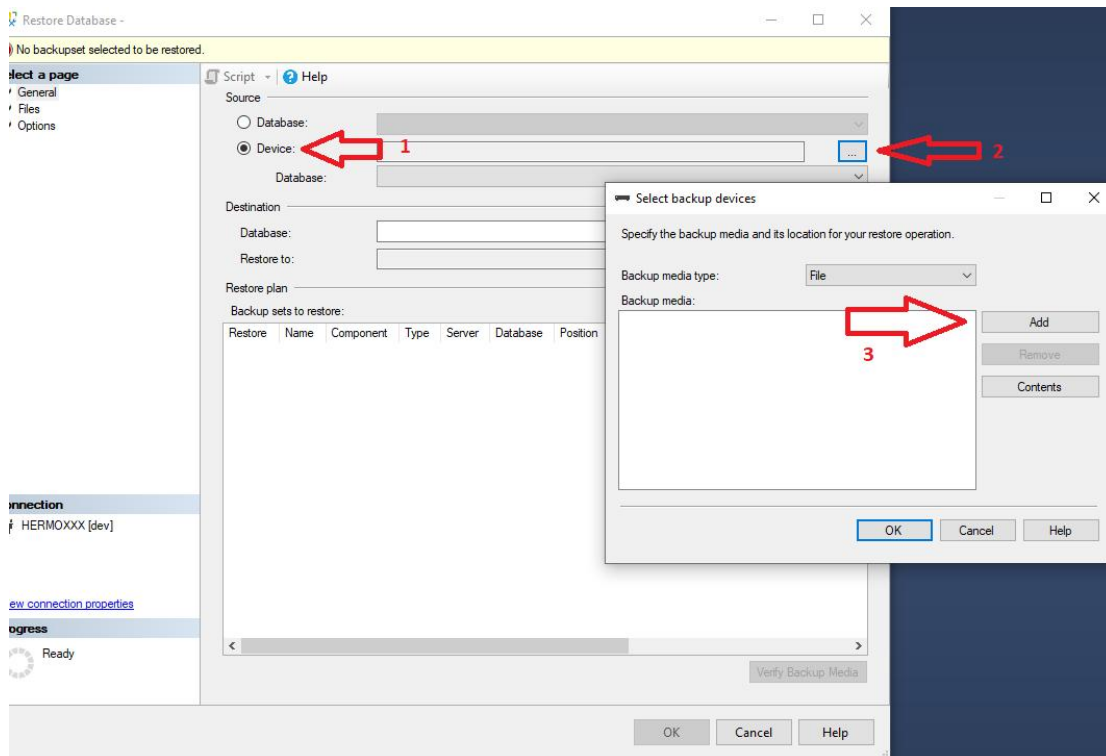 Restore Database -
No backupset selected to be restored.
elect a page
General
Files
Options
Script
Help
Source
Database:
Device:
1
...
2
Database:
Destination
Database:
Restore to:
Restore plan
Backup sets to restore:
Restore Name Component Type Server Database Position
onnection
HERMOXXX [dev]
ew connection properties
ogress
Ready
Verify Backup Media
OK Cancel Help
Select backup devices
Specify the backup media and its location for your restore operation.
Backup media type: File
Backup media:
3
Add
Remove
Contents
OK Cancel Help